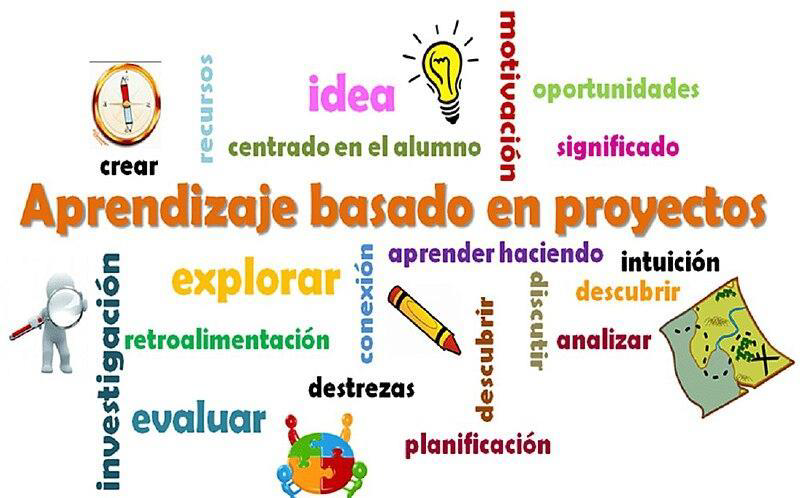 recursos
idea
motivación
oportunidades
crear
centrado en el alumno
significado
Aprendizaje basado en proyectos
investigación
explorar
conexión
aprender haciendo
intuición
discutir
descubrir
retroalimentación
descubrir
analizar
destrezas
evaluar
planificación